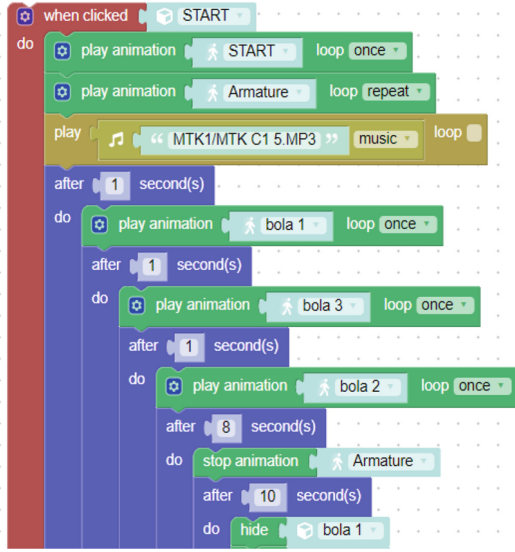 when clicked START
do play animation START loop once
play animation Armature loop repeat
play “ MTK1/MTK C1 5.MP3 ” music loop
after 1 second(s)
do play animation bola 1 loop once
after 1 second(s)
do play animation bola 3 loop once
after 1 second(s)
do play animation bola 2 loop once
after 8 second(s)
do stop animation Armature
after 10 second(s)
do hide bola 1